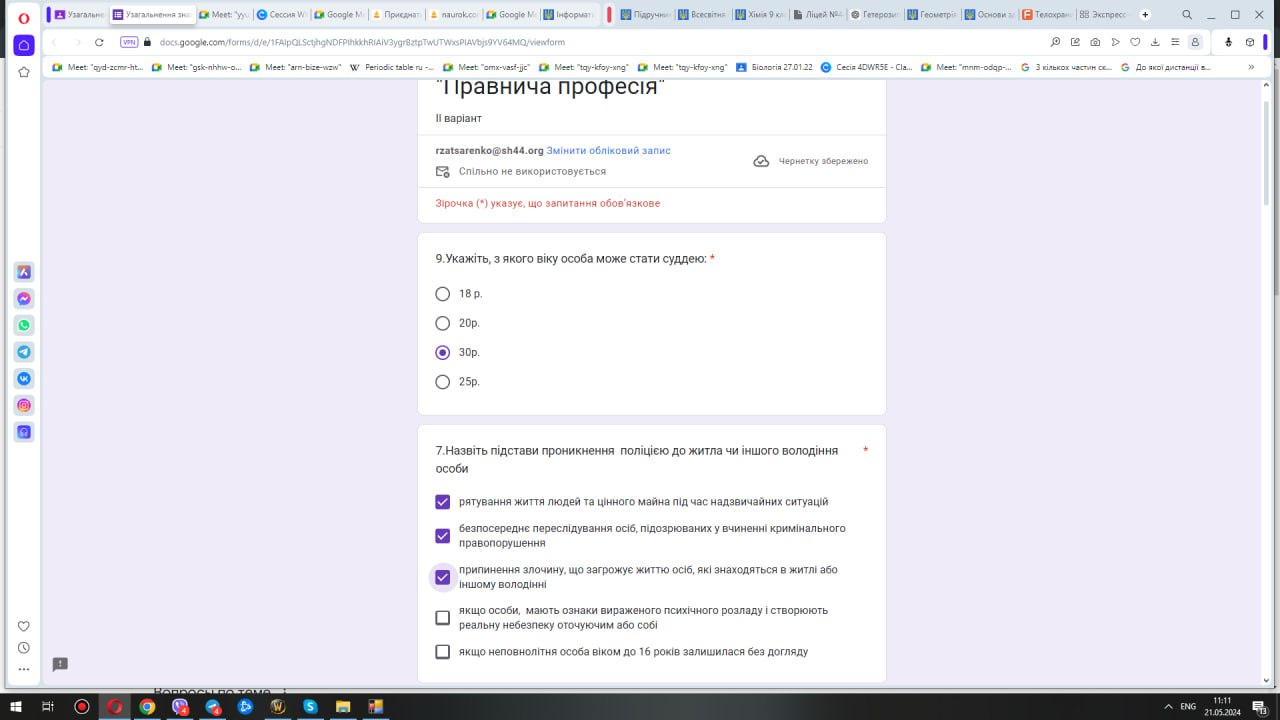 Узагальне
Узагальнення зна
Meet: "yyu
Сессия W
Google M
Приєднат
naurok.co
Google M
Інформат
Підручни
Всесвітня
Хімія 9 кла
Ліцей №4
Гетерозиг
Геометрі
Основи з
Телохран
Экспресс-
VPN
docs.google.com/forms/d/e/1FAIpQLSctjhgNDFPIhkkhRIAiV3ygrBztpTwUTWxsPlAVbjs9YV64MQ/viewform
Meet: "qyd-zcmr-ht...
Meet: "gsk-nhhw-o...
Meet: "arn-bize-wzw"
Periodic table ru -...
Meet: "omx-vasf-jjc"
Meet: "tqy-kfoy-xng"
Meet: "tqy-kfoy-xng"
Біологія 27.01.22
Сесія 4DWR5E - Cla...
Meet: "mnm-odqp-...
З кількох частин ск...
До якої дистанції в...
»
"Правнича професія"
ІІ варіант
rzatsarenko@sh44.org Змінити обліковий запис
Чернетку збережено
Спільно не використовується
Зірочка (*) указує, що запитання обов'язкове
9.Укажіть, з якого віку особа може стати суддею: *
18 р.
20р.
30р.
25р.
7.Назвіть підстави проникнення поліцією до житла чи іншого володіння *
особи
рятування життя людей та цінного майна під час надзвичайних ситуацій
безпосереднє переслідування осіб, підозрюваних у вчиненні кримінального
правопорушення
припинення злочину, що загрожує життю осіб, які знаходяться в житлі або
іншому володінні
якщо особи, мають ознаки вираженого психічного розладу і створюють
реальну небезпеку оточуючим або собі
якщо неповнолітня особа віком до 16 років залишилася без догляду
Вопросы по теме
ENG
11:11
21.05.2024